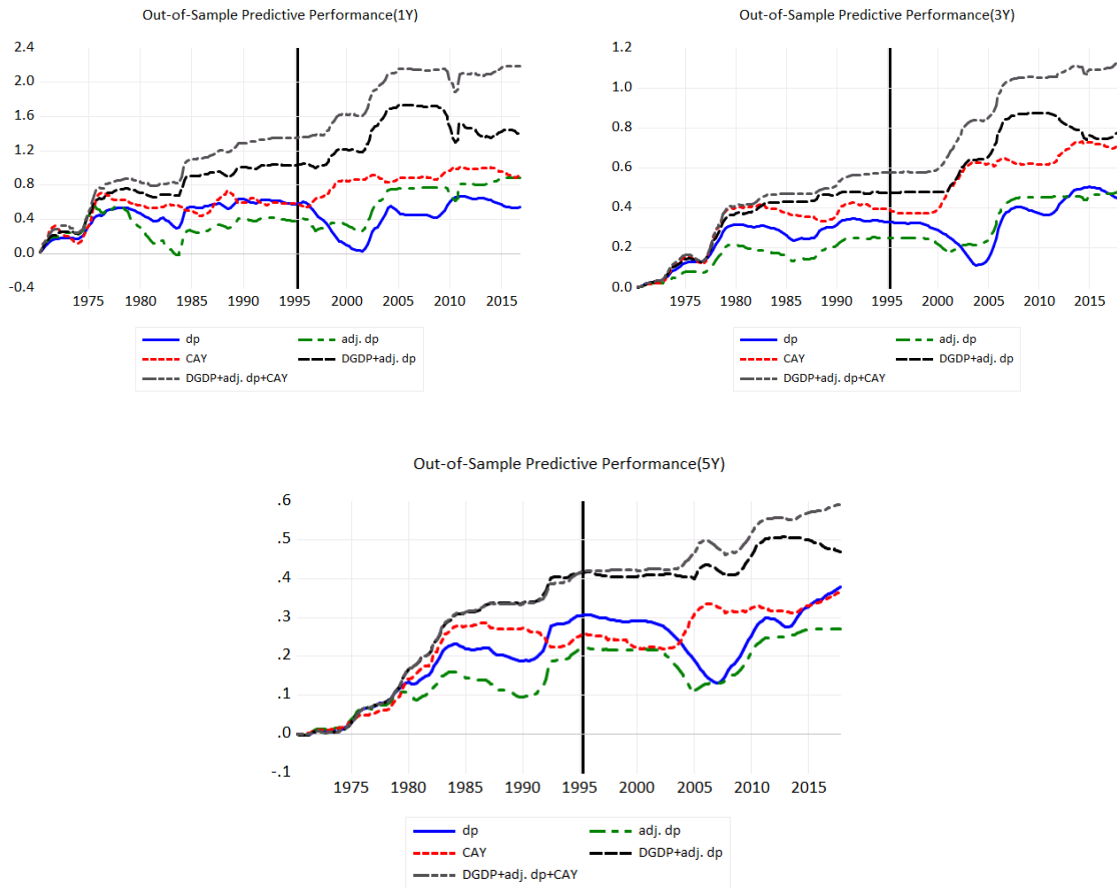 Out-of-Sample Predictive Performance(1Y)
2.4
2.0
1.6
1.2
0.8
0.4
0.0
-0.4
1975 1980 1985 1990 1995 2000 2005 2010 2015
dp adj. dp
CAY DGDP+adj. dp
DGDP+adj. dp+CAY
Out-of-Sample Predictive Performance(3Y)
1.2
1.0
0.8
0.6
0.4
0.2
0.0
1975 1980 1985 1990 1995 2000 2005 2010 2015
dp adj. dp
CAY DGDP+adj. dp
DGDP+adj. dp+CAY
Out-of-Sample Predictive Performance(5Y)
.6
.5
.4
.3
.2
.1
.0
-.1
1975 1980 1985 1990 1995 2000 2005 2010 2015
dp adj. dp
CAY DGDP+adj. dp
DGDP+adj. dp+CAY